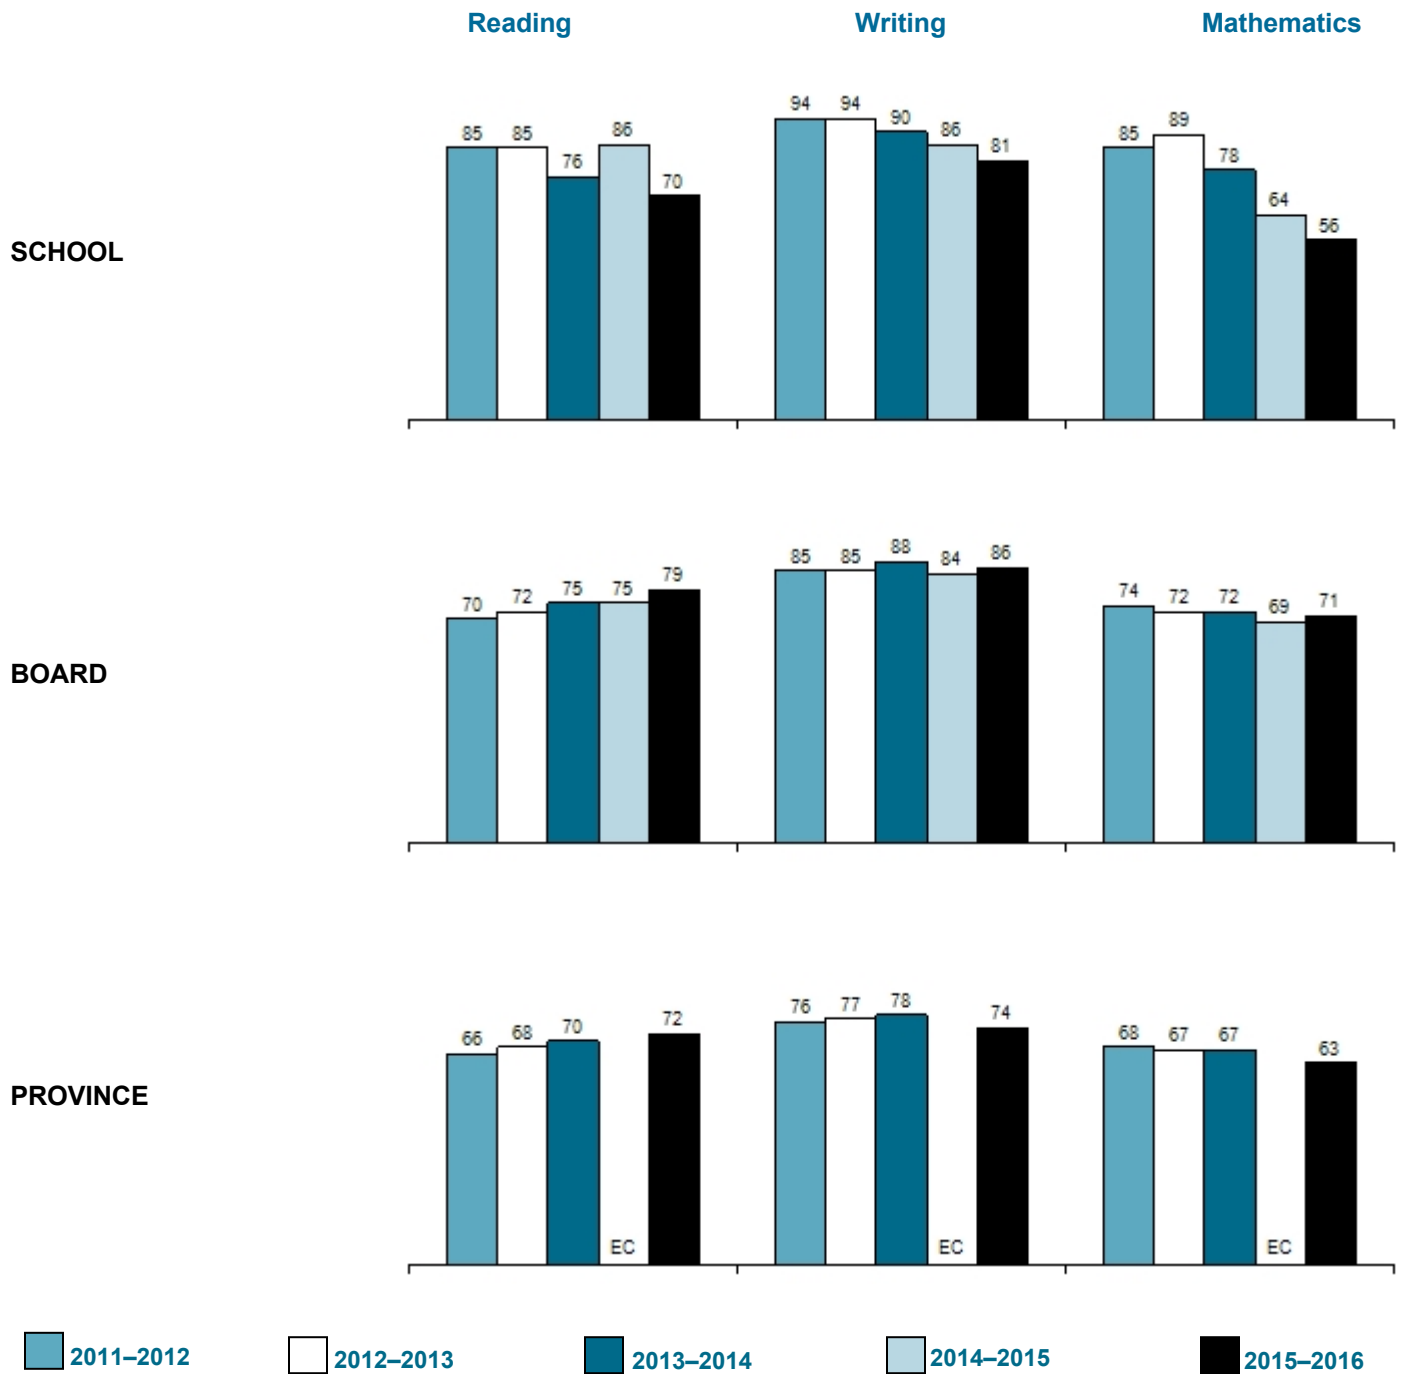 Reading Writing Mathematics
94 94 90 86 81
85 85 76 86 70
85 89 78 64 56
SCHOOL
85 85 88 84 86
70 72 75 75 79
74 72 72 69 71
BOARD
76 77 78 EC 74
66 68 70 EC 72
68 67 67 EC 63
PROVINCE
2011–2012 2012–2013 2013–2014 2014–2015 2015–2016